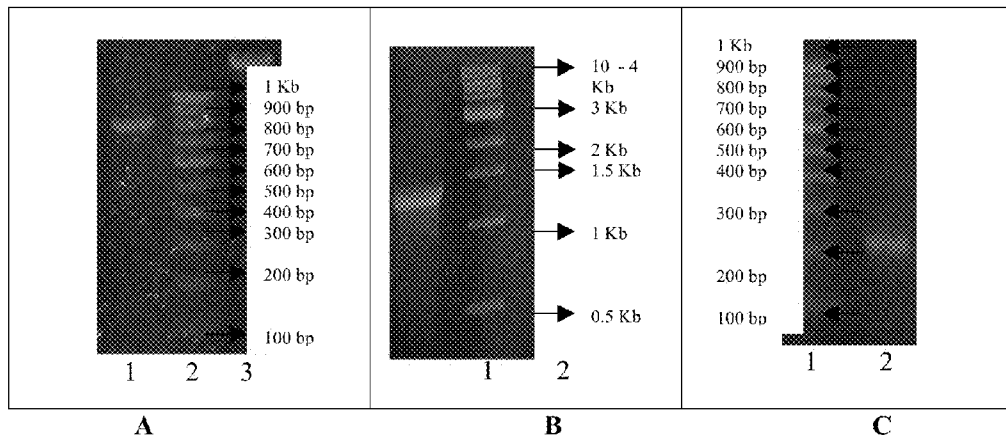 1 Kb
900 bp
800 bp
700 bp
600 bp
500 bp
400 bp
300 bp
200 bp
100 bp
1 2 3
A
10 - 4
Kb
3 Kb
2 Kb
1.5 Kb
1 Kb
0.5 Kb
1 2
B
1 Kb
900 bp
800 bp
700 bp
600 bp
500 bp
400 bp
300 bp
200 bp
100 bp
1 2
C